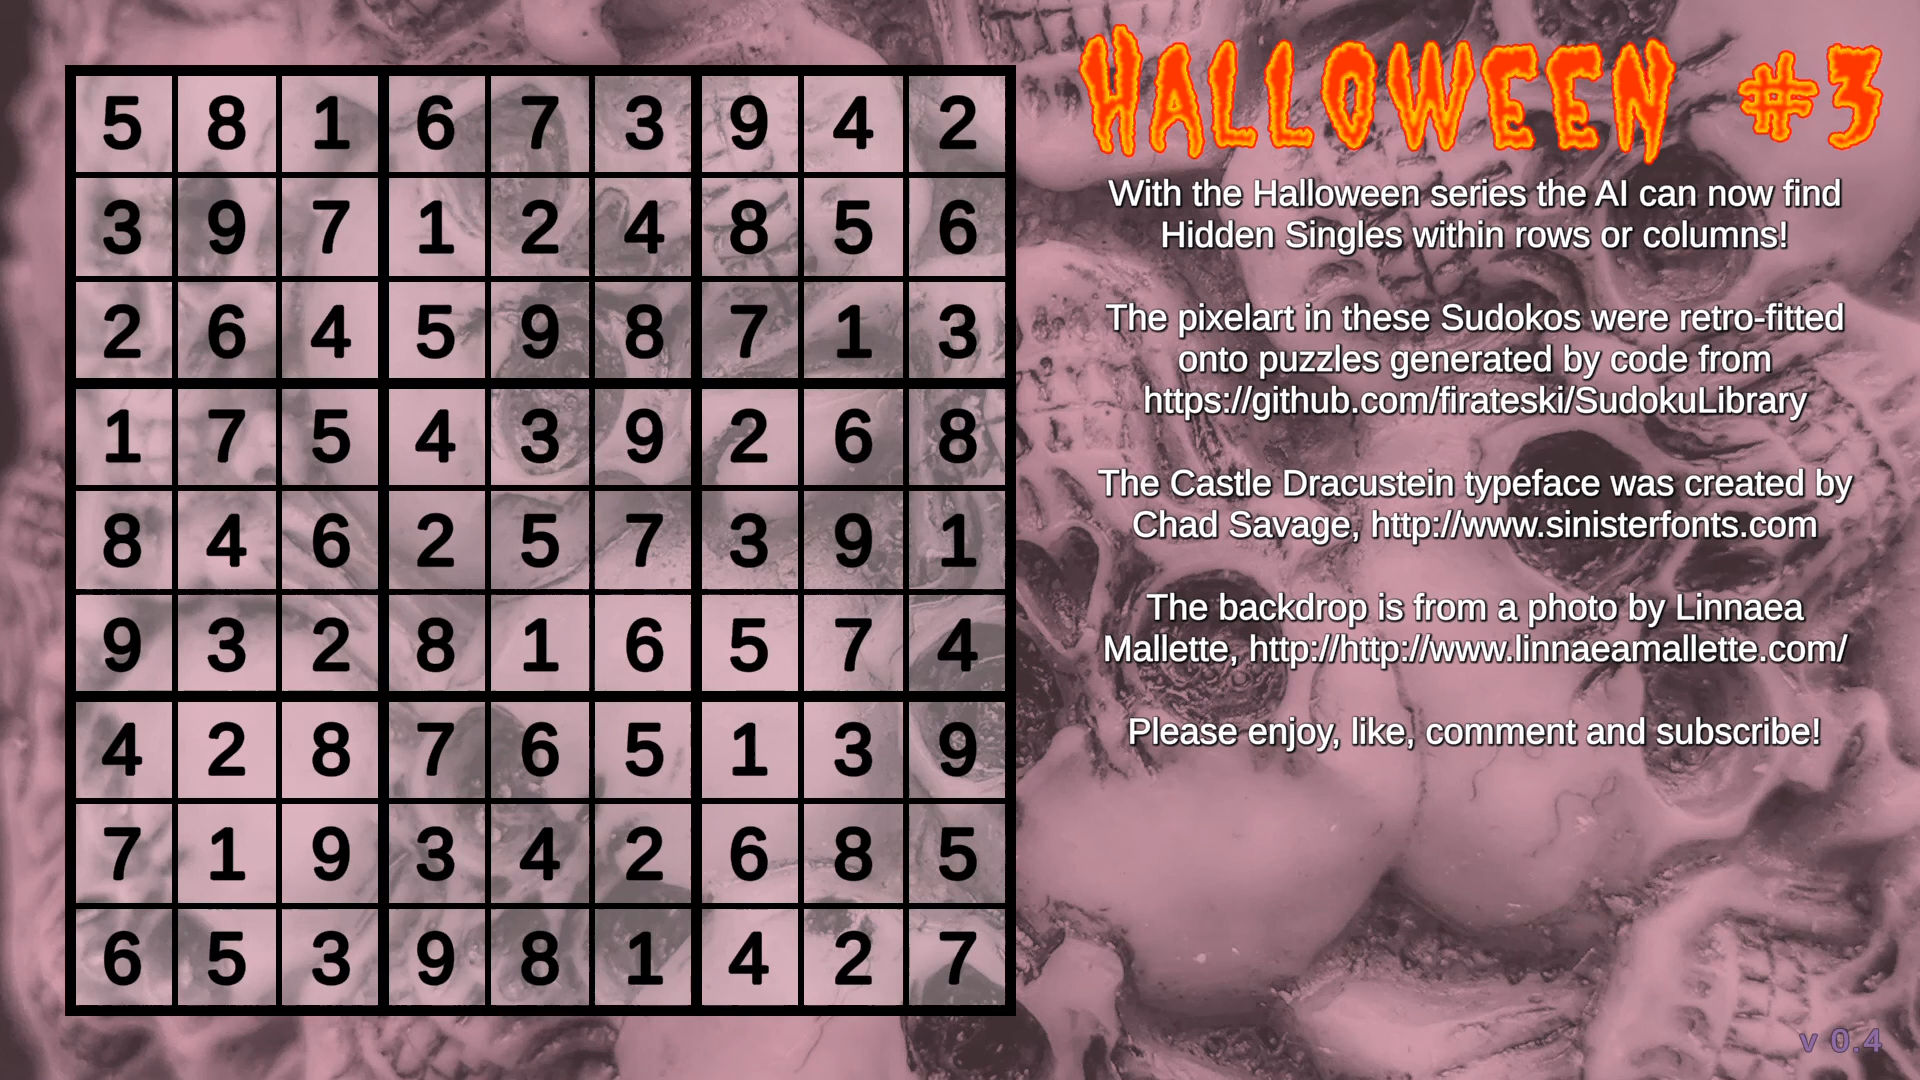 HALLOWEEN #3
5 8 1 6 7 3 9 4 2
3 9 7 1 2 4 8 5 6
2 6 4 5 9 8 7 1 3
1 7 5 4 3 9 2 6 8
8 4 6 2 5 7 3 9 1
9 3 2 8 1 6 5 7 4
4 2 8 7 6 5 1 3 9
7 1 9 3 4 2 6 8 5
6 5 3 9 8 1 4 2 7
With the Halloween series the AI can now find
Hidden Singles within rows or columns!
The pixelart in these Sudokos were retro-fitted
onto puzzles generated by code from
https://github.com/firateski/SudokuLibrary
The Castle Dracustein typeface was created by
Chad Savage, http://www.sinisterfonts.com
The backdrop is from a photo by Linnaea
Mallette, http://http://www.linnaeamallette.com/
Please enjoy, like, comment and subscribe!
v 0.4